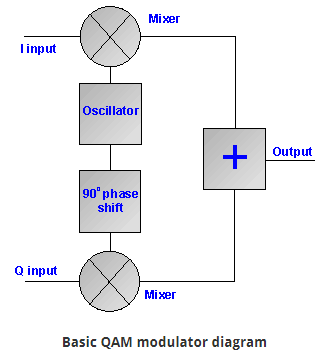 Mixer
I input
Oscillator
+
Output
90° phase
shift
Q input
Mixer
Basic QAM modulator diagram